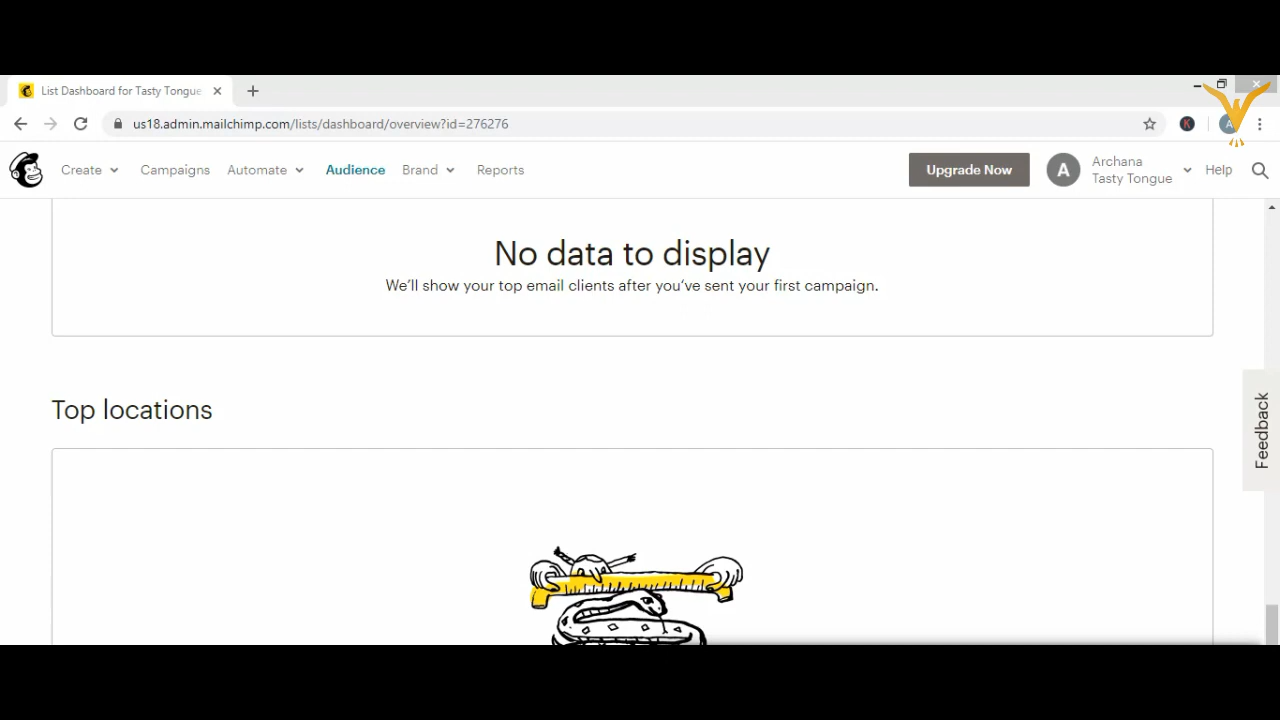 List Dashboard for Tasty Tongue
us18.admin.mailchimp.com/lists/dashboard/overview?id=276276
Create Campaigns Automate Audience Brand Reports Upgrade Now A Archana Help
Tasty Tongue
No data to display
We'll show your top email clients after you've sent your first campaign.
Top locations
Feedback
K
A